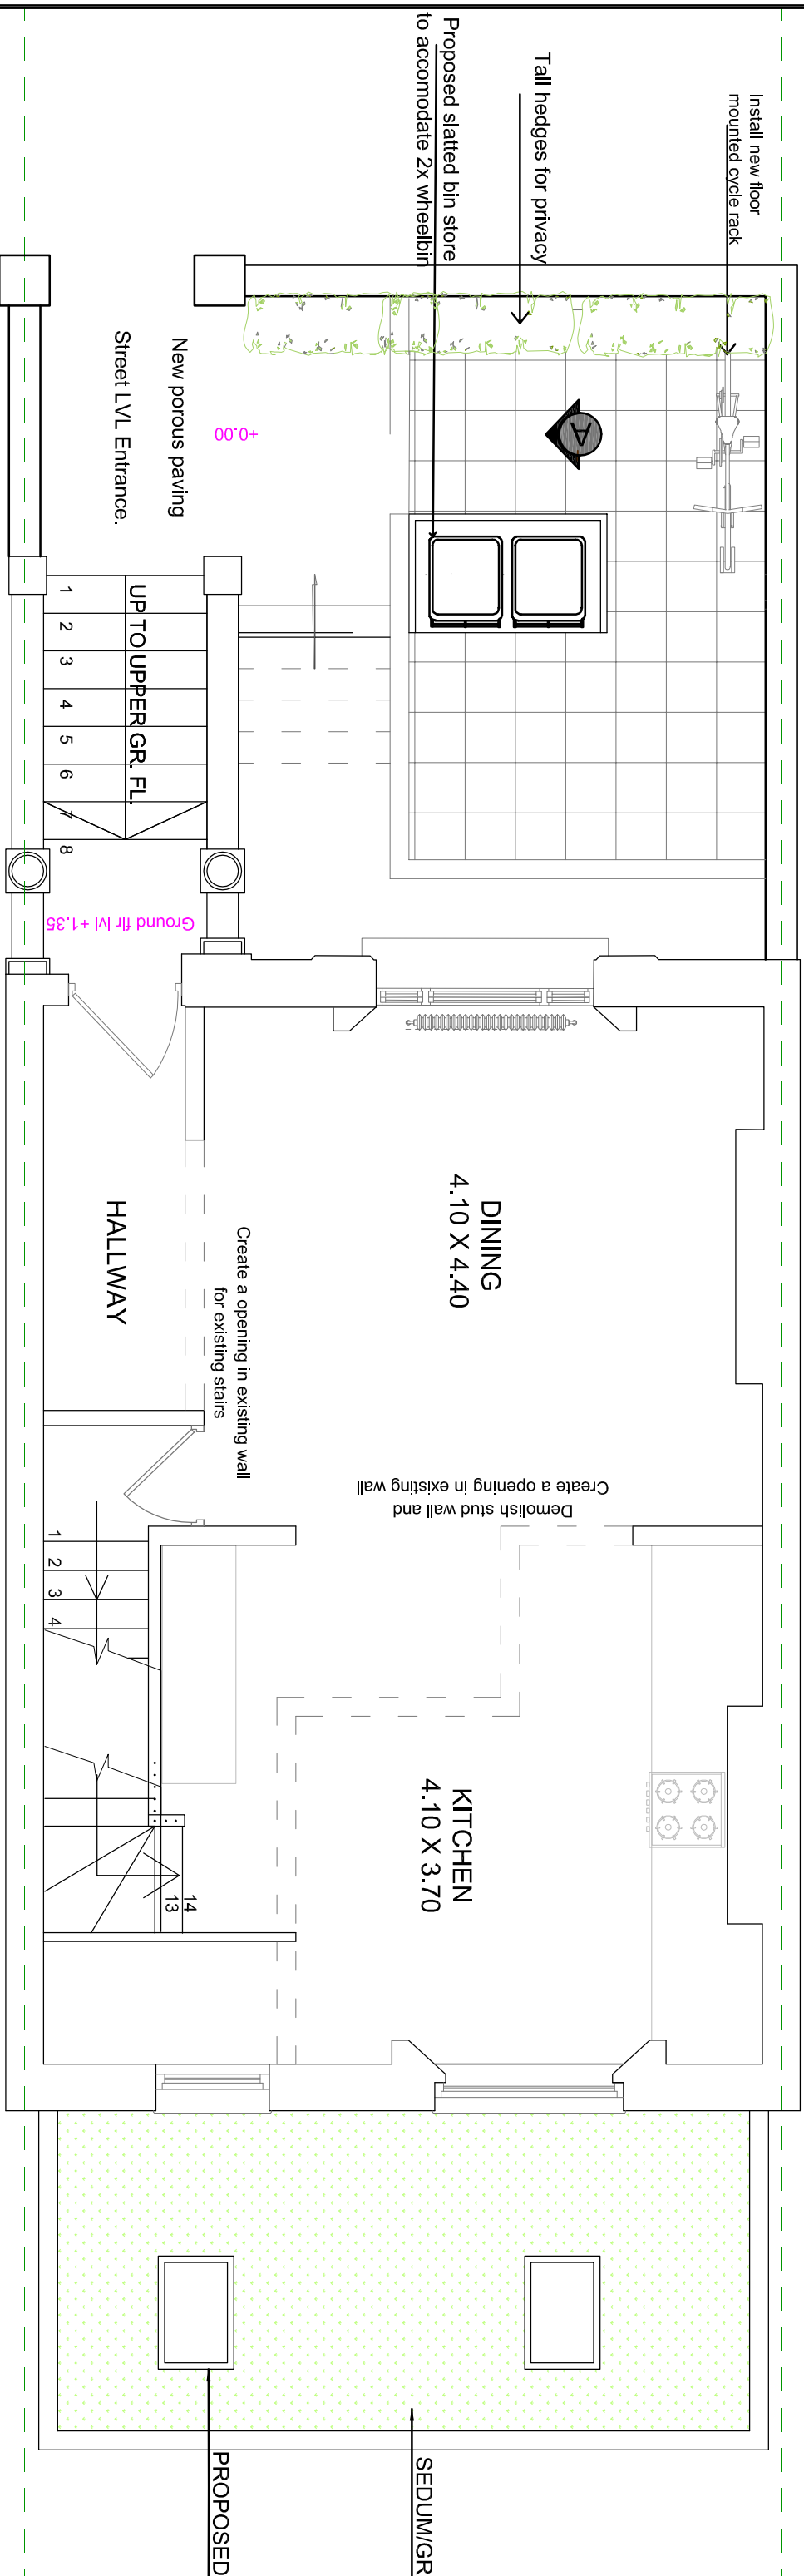 Install new floor
mounted cycle rack
Tall hedges for privacy
Proposed slatted bin store
to accomodate 2x wheelbin
New porous paving
Street LVL Entrance.
+0.00
A
UP TO UPPER GR. FL.
1
2
3
4
5
6
7
8
Ground flr lvl +1.35
DINING
4.10 X 4.40
HALLWAY
Create a opening in existing wall
for existing stairs
Demolish stud wall and
Create a opening in existing wall
1
2
3
4
KITCHEN
4.10 X 3.70
14
13
SEDUM/GR
PROPOSED